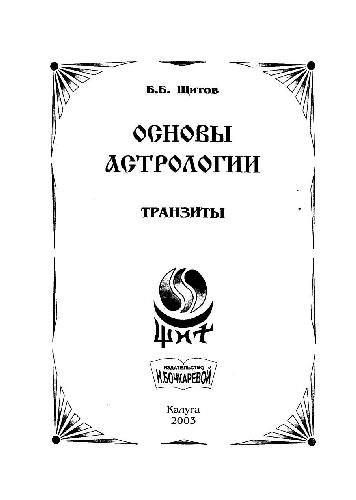 Б.Б. Щитов
ОСНОВЫ
АСТРОЛОГИИ
ТРАНЗИТЫ
ЩИТ
ИЗДАТЕЛЬСТВО
Н.БОЧКАРЕВОЙ
Калуга
2003